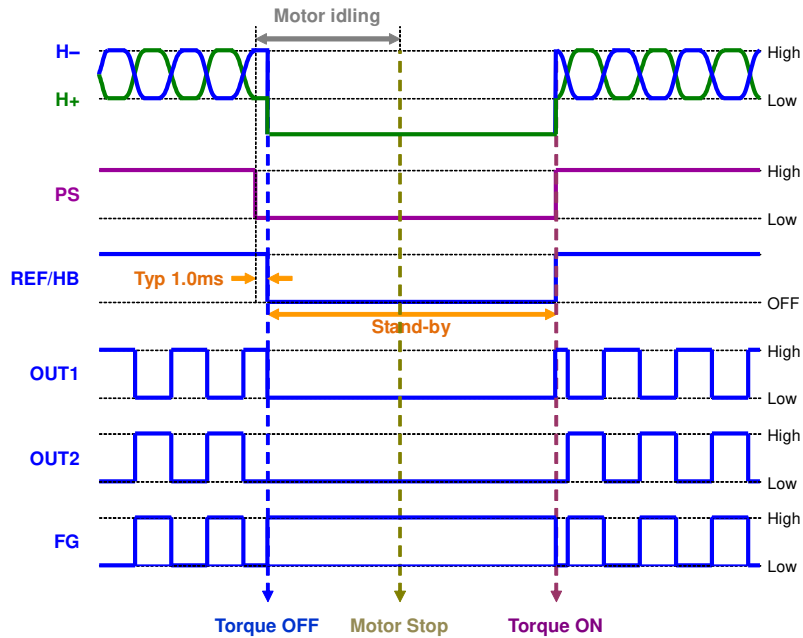 Motor idling
H–
High
H+
Low
PS
High
Low
REF/HB
Typ 1.0ms
OFF
Stand-by
OUT1
High
Low
OUT2
High
Low
FG
High
Low
Torque OFF
Motor Stop
Torque ON